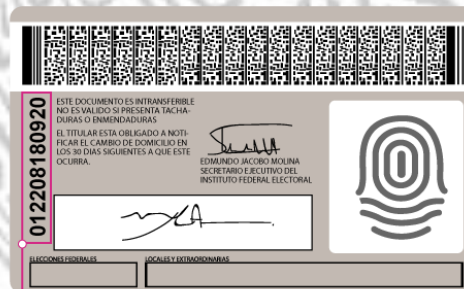 ESTE DOCUMENTO ES INTRANSFERIBLE
NO ES VALIDO SI PRESENTA TACHA-
DURAS O ENMENDADURAS
EL TITULAR ESTA OBLIGADO A NOTI-
FICAR EL CAMBIO DE DOMICILIO EN
LOS 30 DIAS SIGUIENTES A QUE ESTE
OCURRA.
EDMUNDO JACOBO MOLINA
SECRETARIO EJECUTIVO DEL
INSTITUTO FEDERAL ELECTORAL
012208180920
ELECCIONES FEDERALES
LOCALES Y EXTRAORDINARIAS